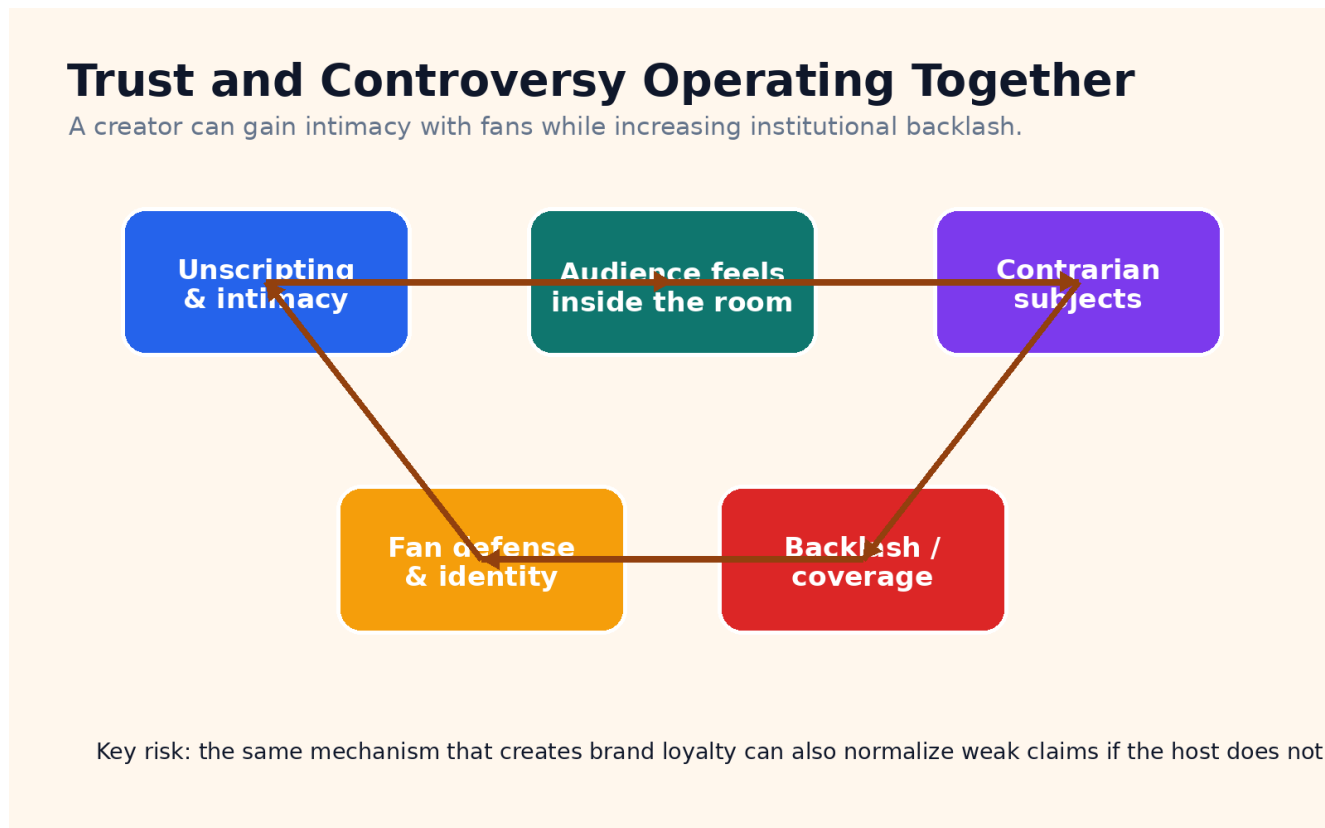 Trust and Controversy Operating Together
A creator can gain intimacy with fans while increasing institutional backlash.
Unscripting
& intimacy
Audience feels
inside the room
Contrarian
subjects
Fan defense
& identity
Backlash /
coverage
Key risk: the same mechanism that creates brand loyalty can also normalize weak claims if the host does not